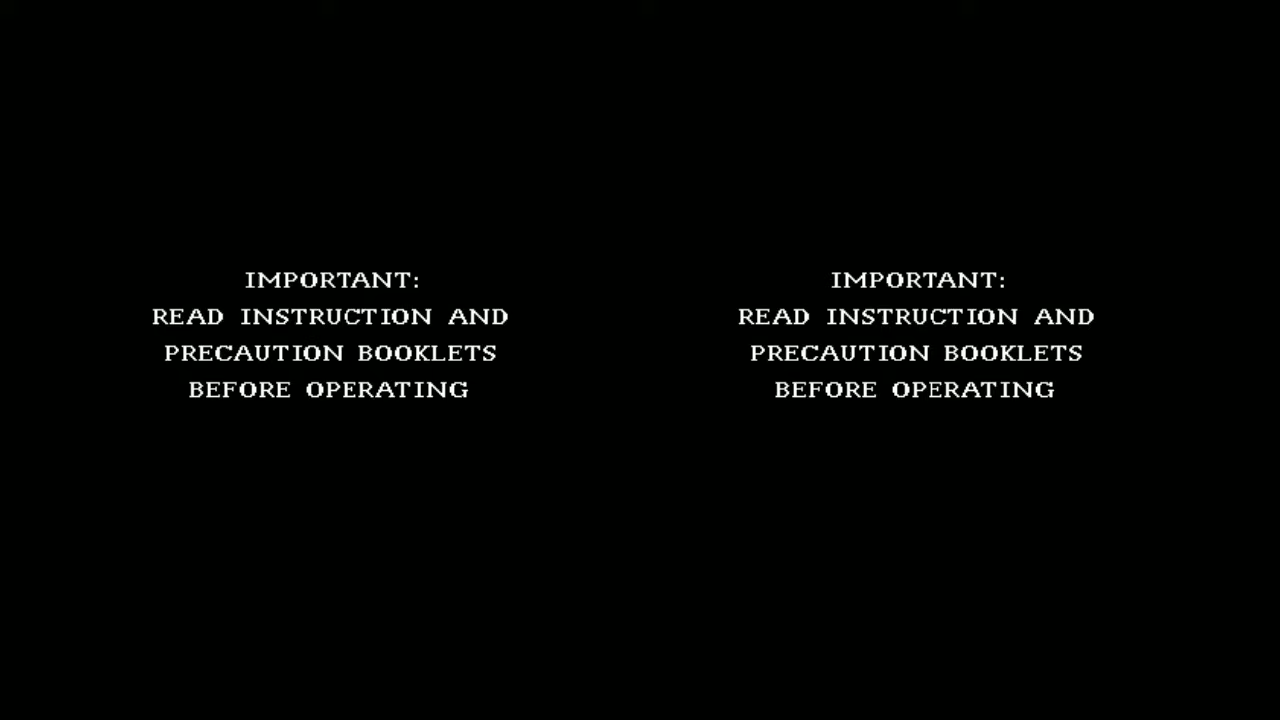 IMPORTANT:
READ INSTRUCTION AND
PRECAUTION BOOKLETS
BEFORE OPERATING
IMPORTANT:
READ INSTRUCTION AND
PRECAUTION BOOKLETS
BEFORE OPERATING